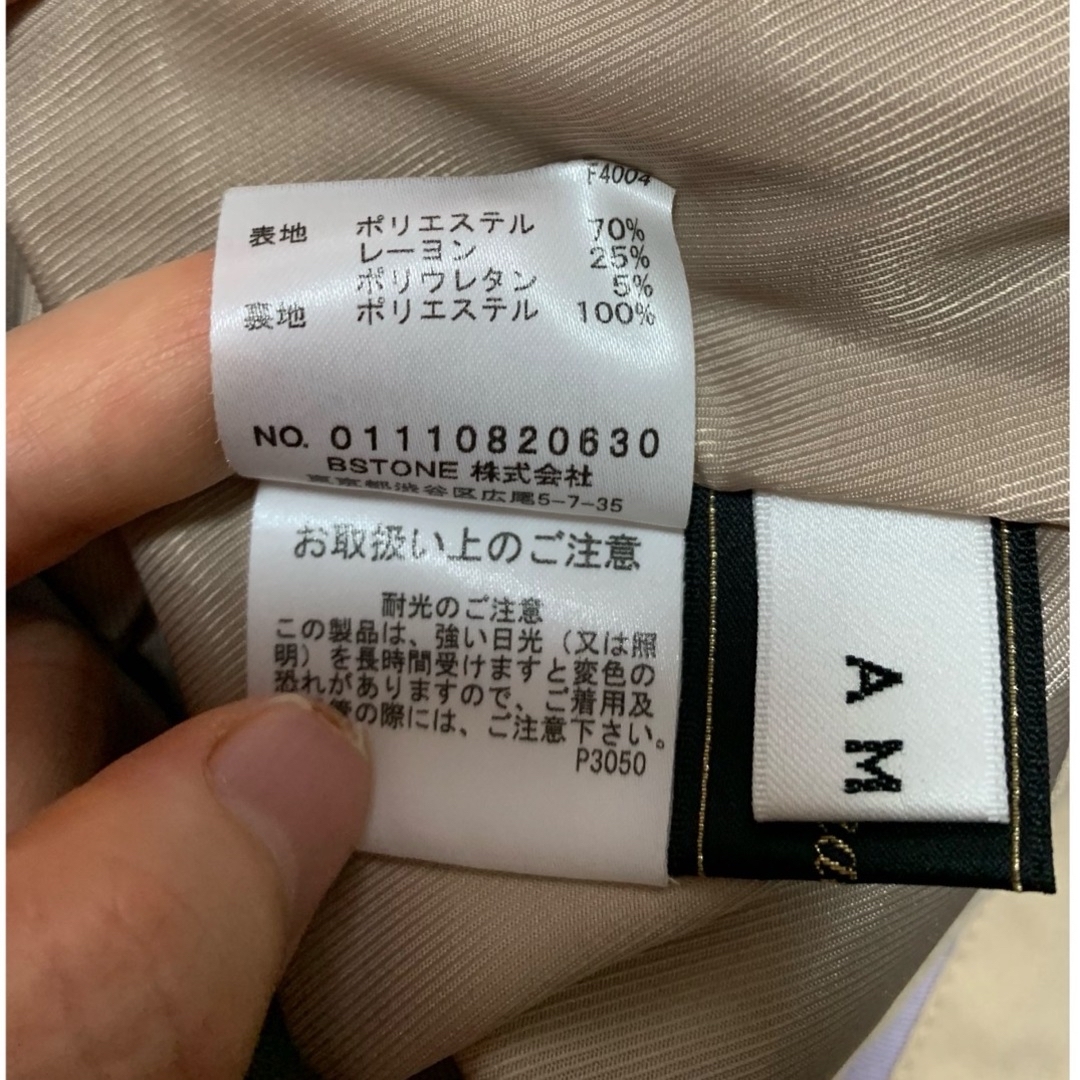 F4004
表地 ポリエステル 70%
レーヨン 25%
ポリウレタン 5%
裏地 ポリエステル 100%
NO. 01110820630
BSTONE 株式会社
東京都渋谷区広尾5-7-35
お取扱い上のご注意
耐光のご注意
この製品は、強い日光(又は照
明)を長時間受けますと変色の
恐れがありますので、ご着用及
の際には、ご注意下さい。
P3050
A M